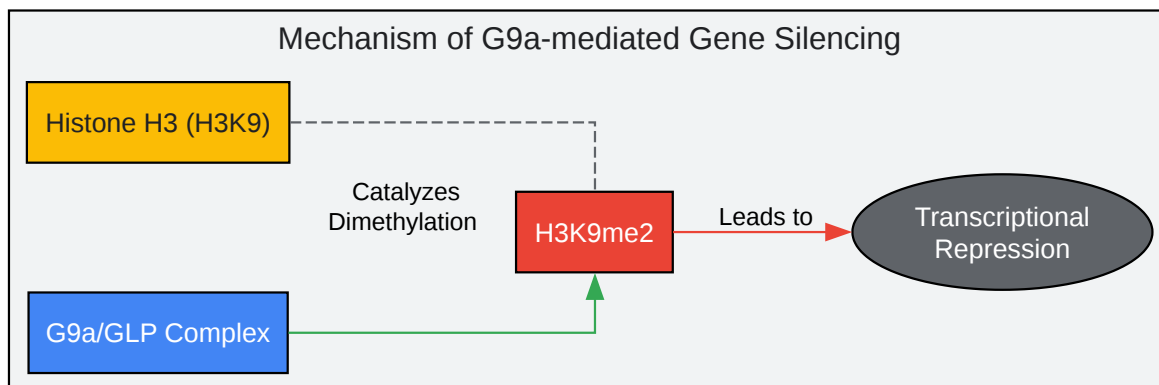 Mechanism of G9a-mediated Gene Silencing
Histone H3 (H3K9)
Catalyzes
Dimethylation
H3K9me2
Leads to
Transcriptional
Repression
G9a/GLP Complex